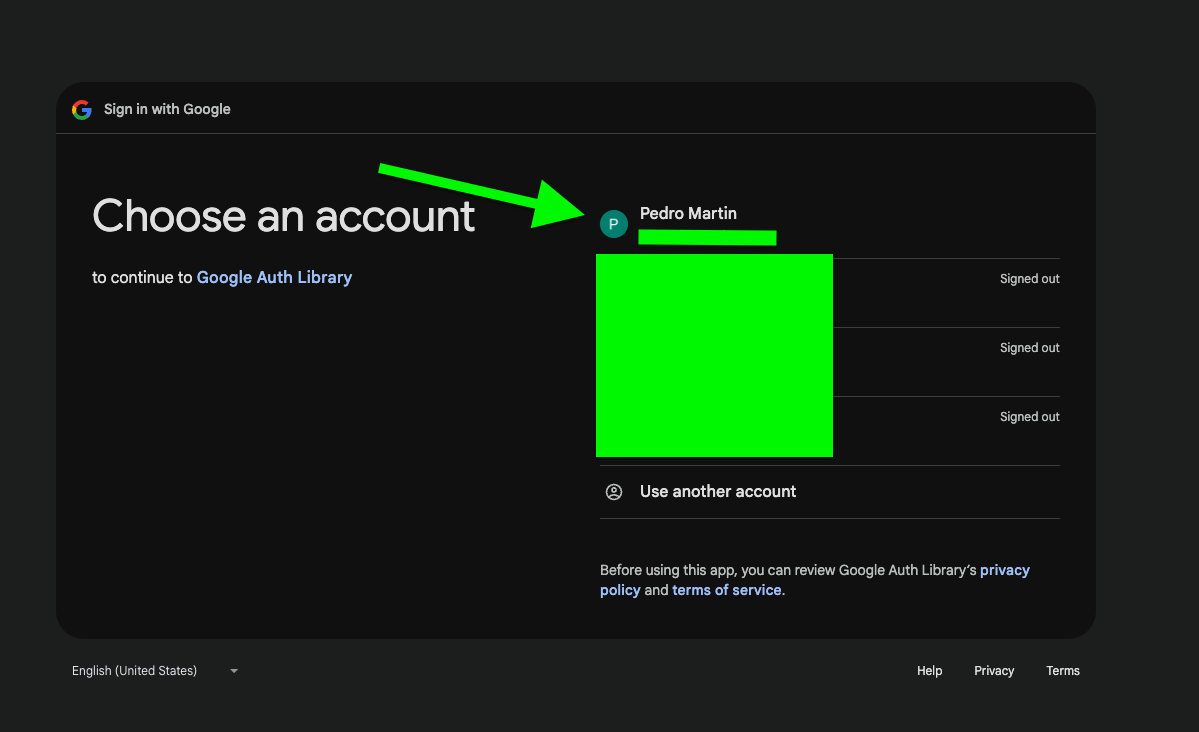 Sign in with Google
Choose an account
to continue to Google Auth Library
P
Pedro Martin
Signed out
Signed out
Signed out
Use another account
Before using this app, you can review Google Auth Library’s privacy
policy and terms of service.
English (United States)
Help Privacy Terms